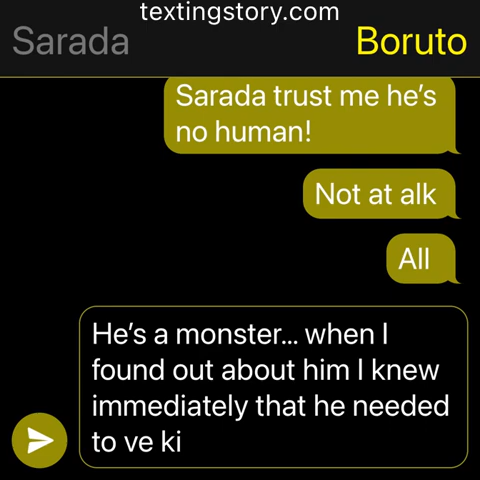 textingstory.com
Sarada
Boruto
Sarada trust me he's
no human!
Not at alk
All
He's a monster... when I
found out about him I knew
immediately that he needed
to ve ki